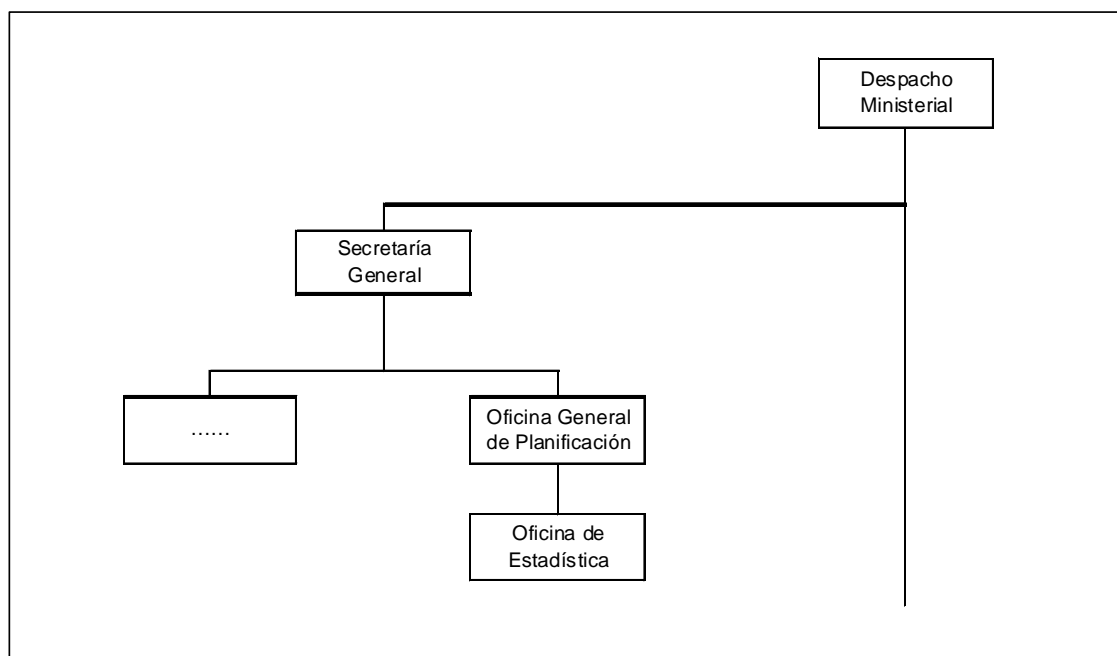 Despacho
Ministerial
Secretaría
General
……
Oficina General
de Planificación
Oficina de
Estadística